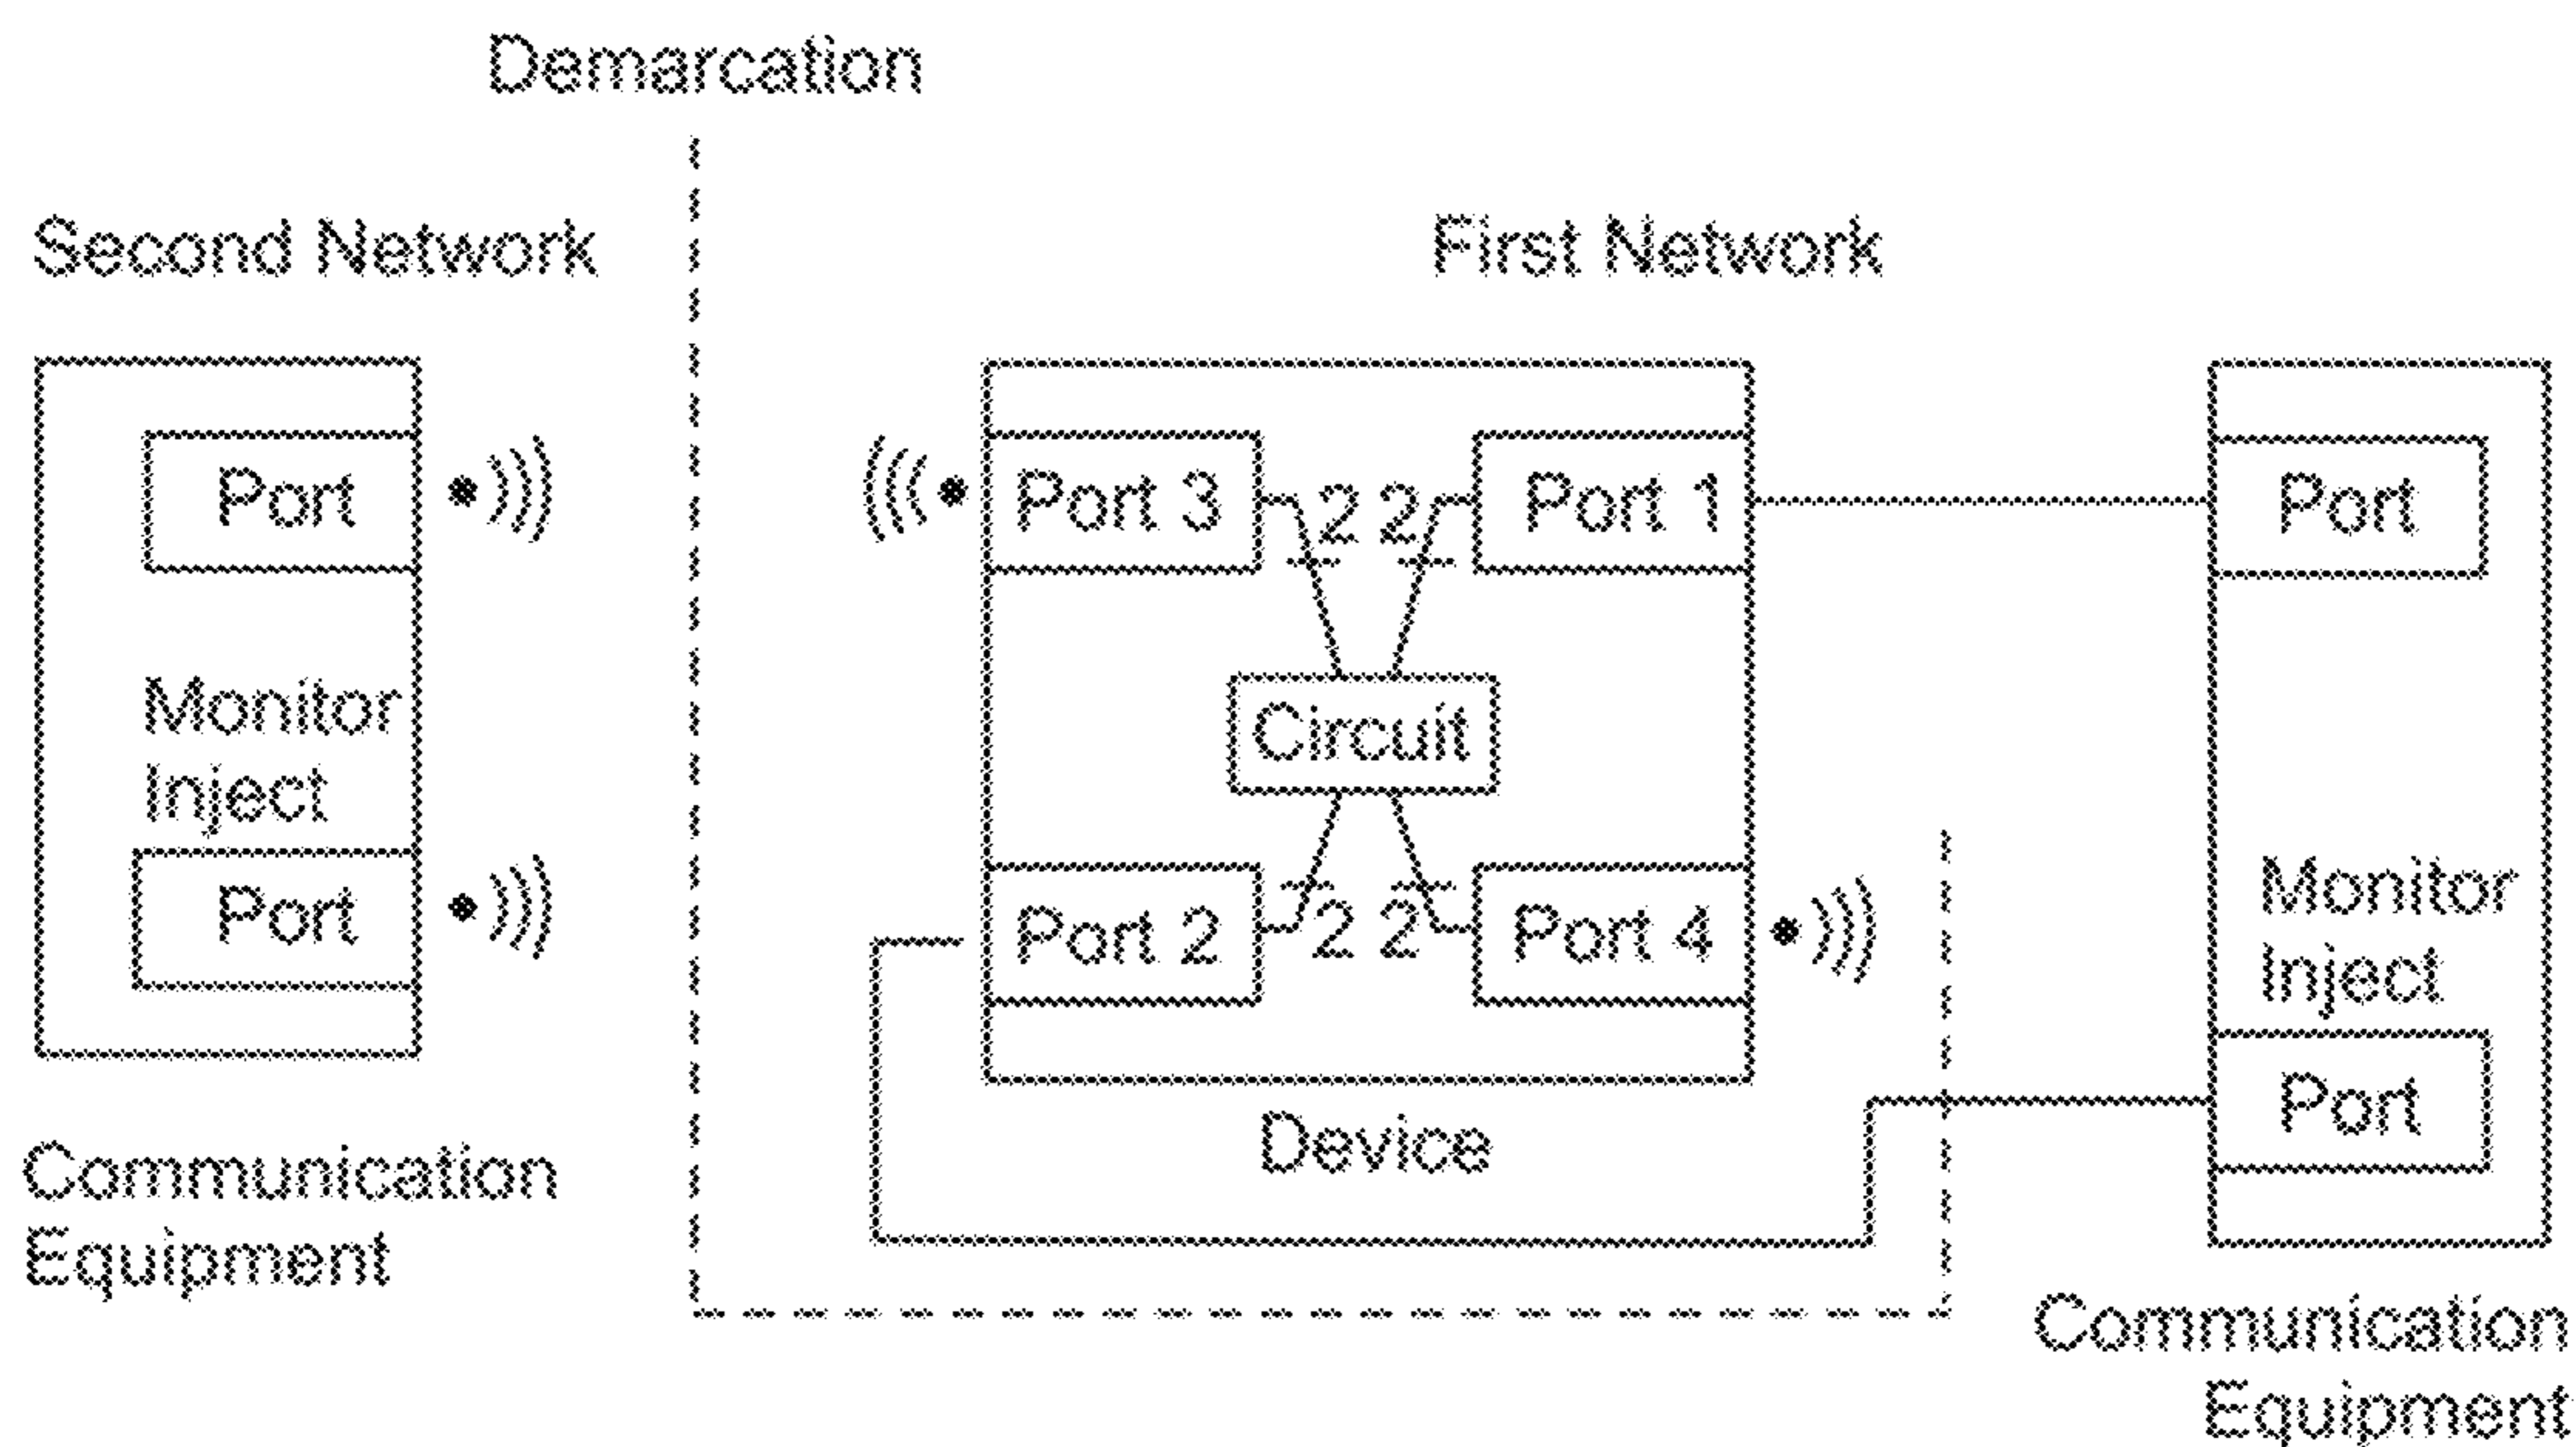 Demarcation
Second Network
First Network
Port
Port 3
2 2
Port 1
Port
Monitor
Inject
Circuit
Port
Port 2
2 2
Port 4
Monitor
Inject
Port
Device
Communication
Equipment
Communication
Equipment